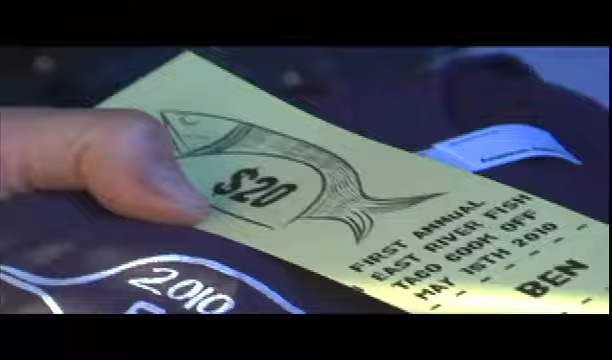 $20
FIRST ANNUAL
EAST RIVER FISH
TACO COOK OFF
MAY 15TH 2010
BEN
2010